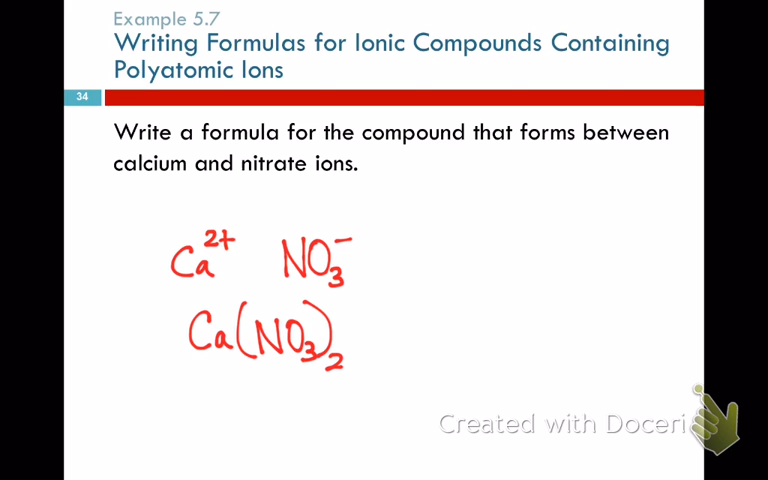 Example 5.7
Writing Formulas for Ionic Compounds Containing
Polyatomic Ions
34
Write a formula for the compound that forms between
calcium and nitrate ions.
Ca²⁺ NO₃⁻
Ca(NO₃)₂
Created with Doceri